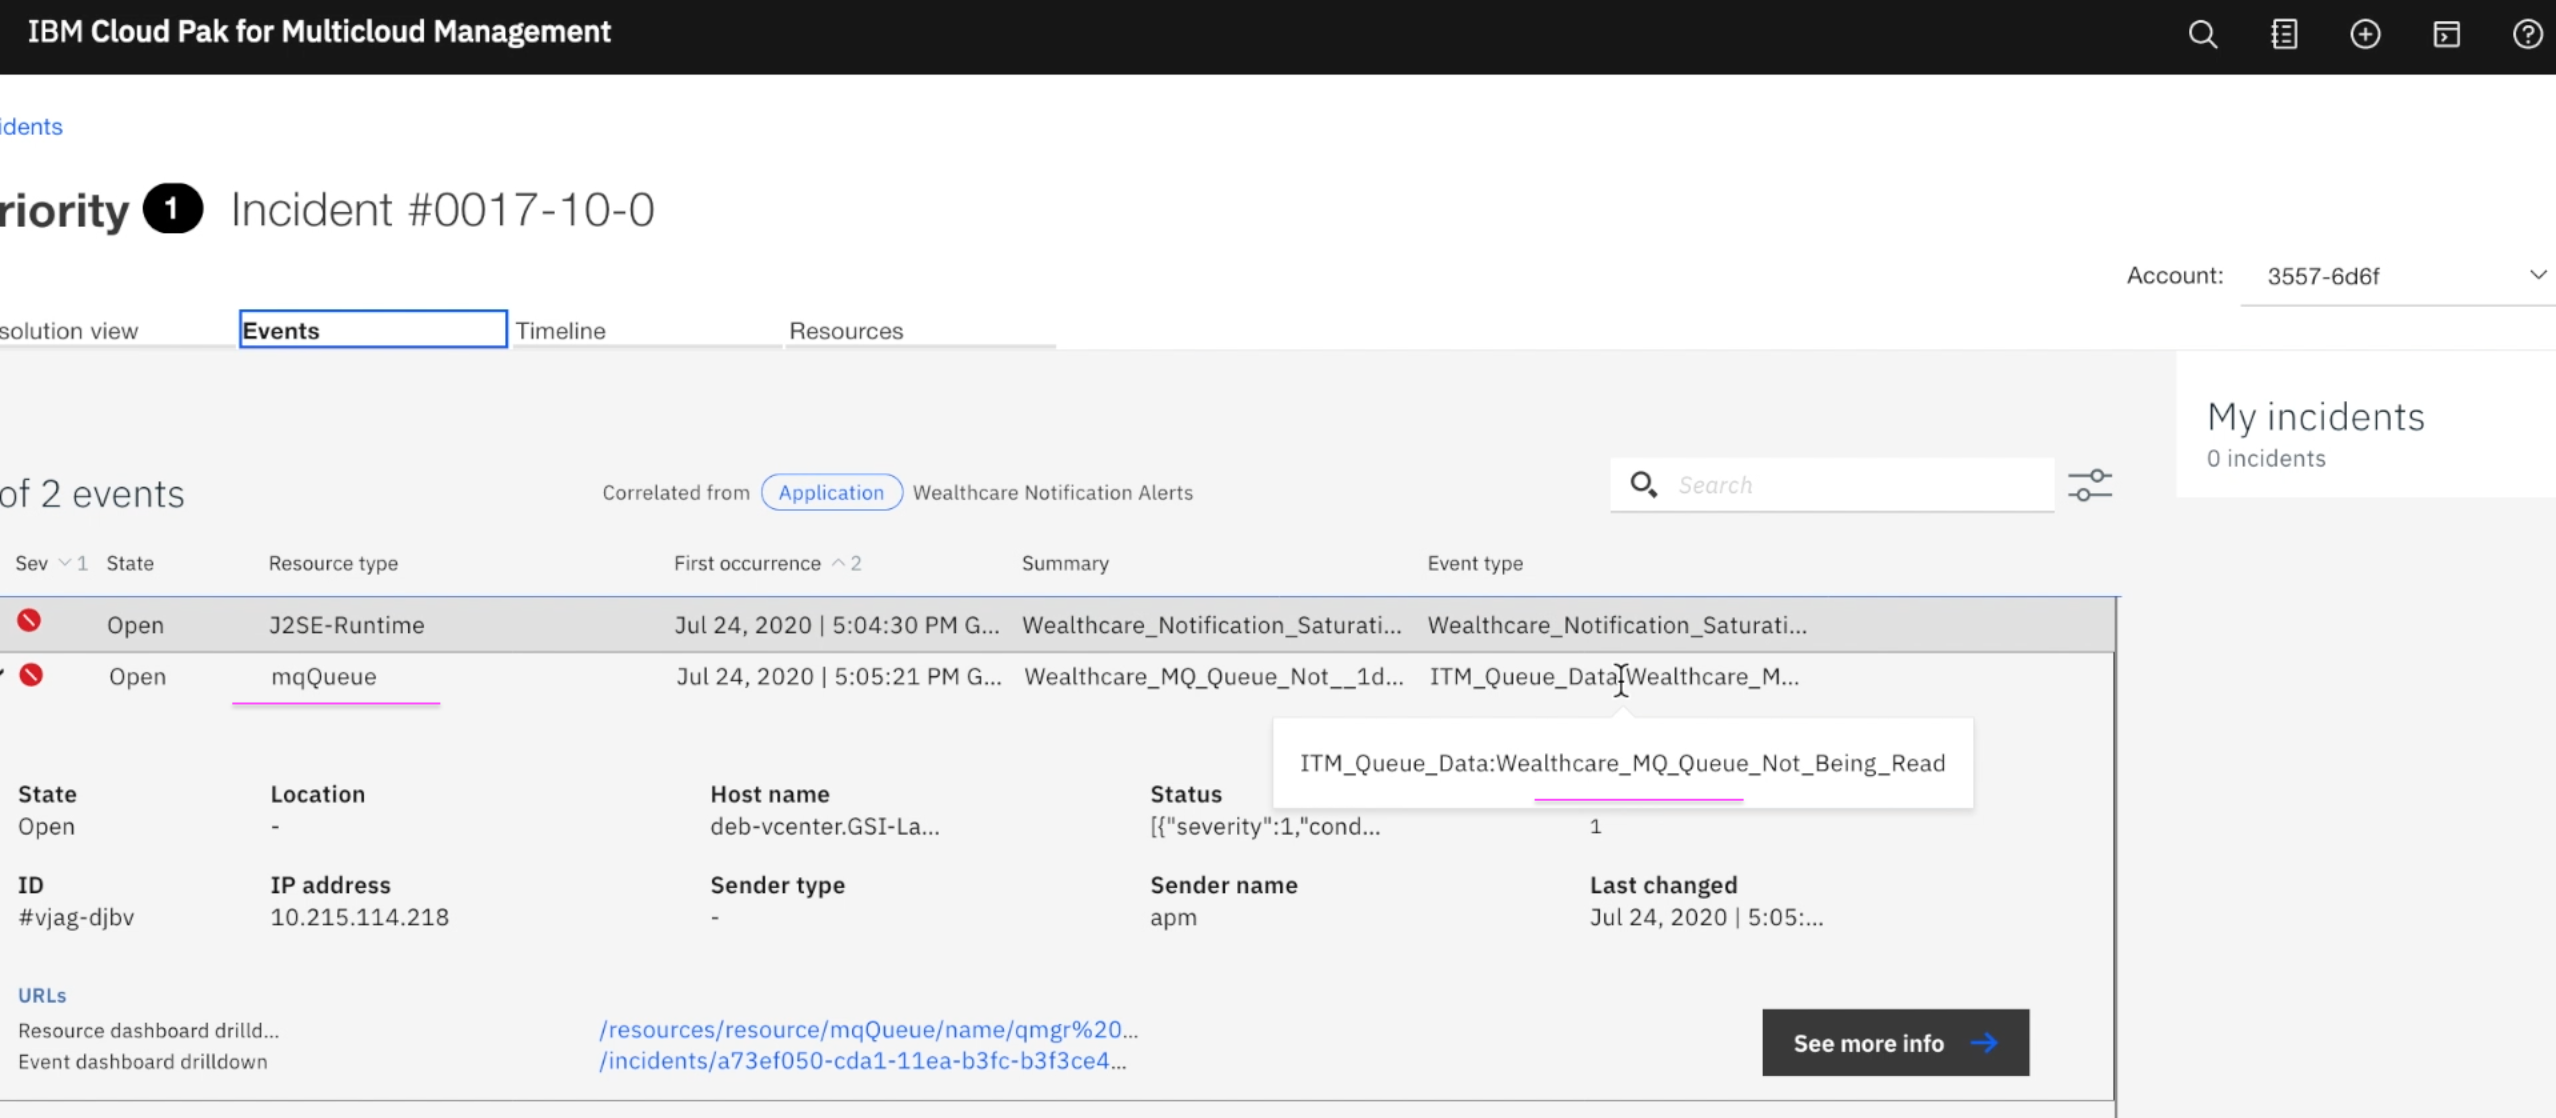 IBM Cloud Pak for Multicloud Management
idents
riority 1 Incident #0017-10-0
Account: 3557-6d6f
solution view Events Timeline Resources
My incidents
0 incidents
of 2 events Correlated from Application Wealthcare Notification Alerts Search
Sev 1 State Resource type First occurrence 2 Summary Event type
Open J2SE-Runtime Jul 24, 2020 | 5:04:30 PM G... Wealthcare_Notification_Saturati... Wealthcare_Notification_Saturati...
Open mqQueue Jul 24, 2020 | 5:05:21 PM G... Wealthcare_MQ_Queue_Not__1d... ITM_Queue_Data:Wealthcare_M...
ITM_Queue_Data:Wealthcare_MQ_Queue_Not_Being_Read
State Location Host name Status
Open - deb-vcenter.GSI-La... [{"severity":1,"cond... 1
ID IP address Sender type Sender name Last changed
#vjag-djbv 10.215.114.218 - apm Jul 24, 2020 | 5:05:...
URLs
Resource dashboard drilld... /resources/resource/mqQueue/name/qmgr%20...
Event dashboard drilldown /incidents/a73ef050-cda1-11ea-b3fc-b3f3ce4...
See more info